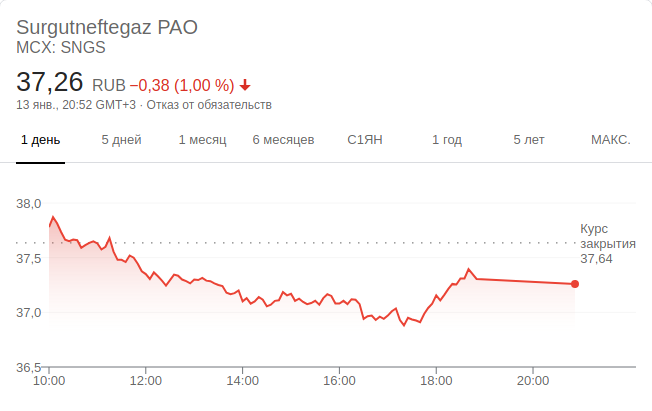 Surgutneftegaz PAO
MCX: SNGS
37,26 RUB −0,38 (1,00 %)
13 янв., 20:52 GMT+3 · Отказ от обязательств
1 день 5 дней 1 месяц 6 месяцев С1ЯН 1 год 5 лет МАКС.
38,0
Курс
закрытия
37,64
37,5
37,0
36,5
10:00 12:00 14:00 16:00 18:00 20:00